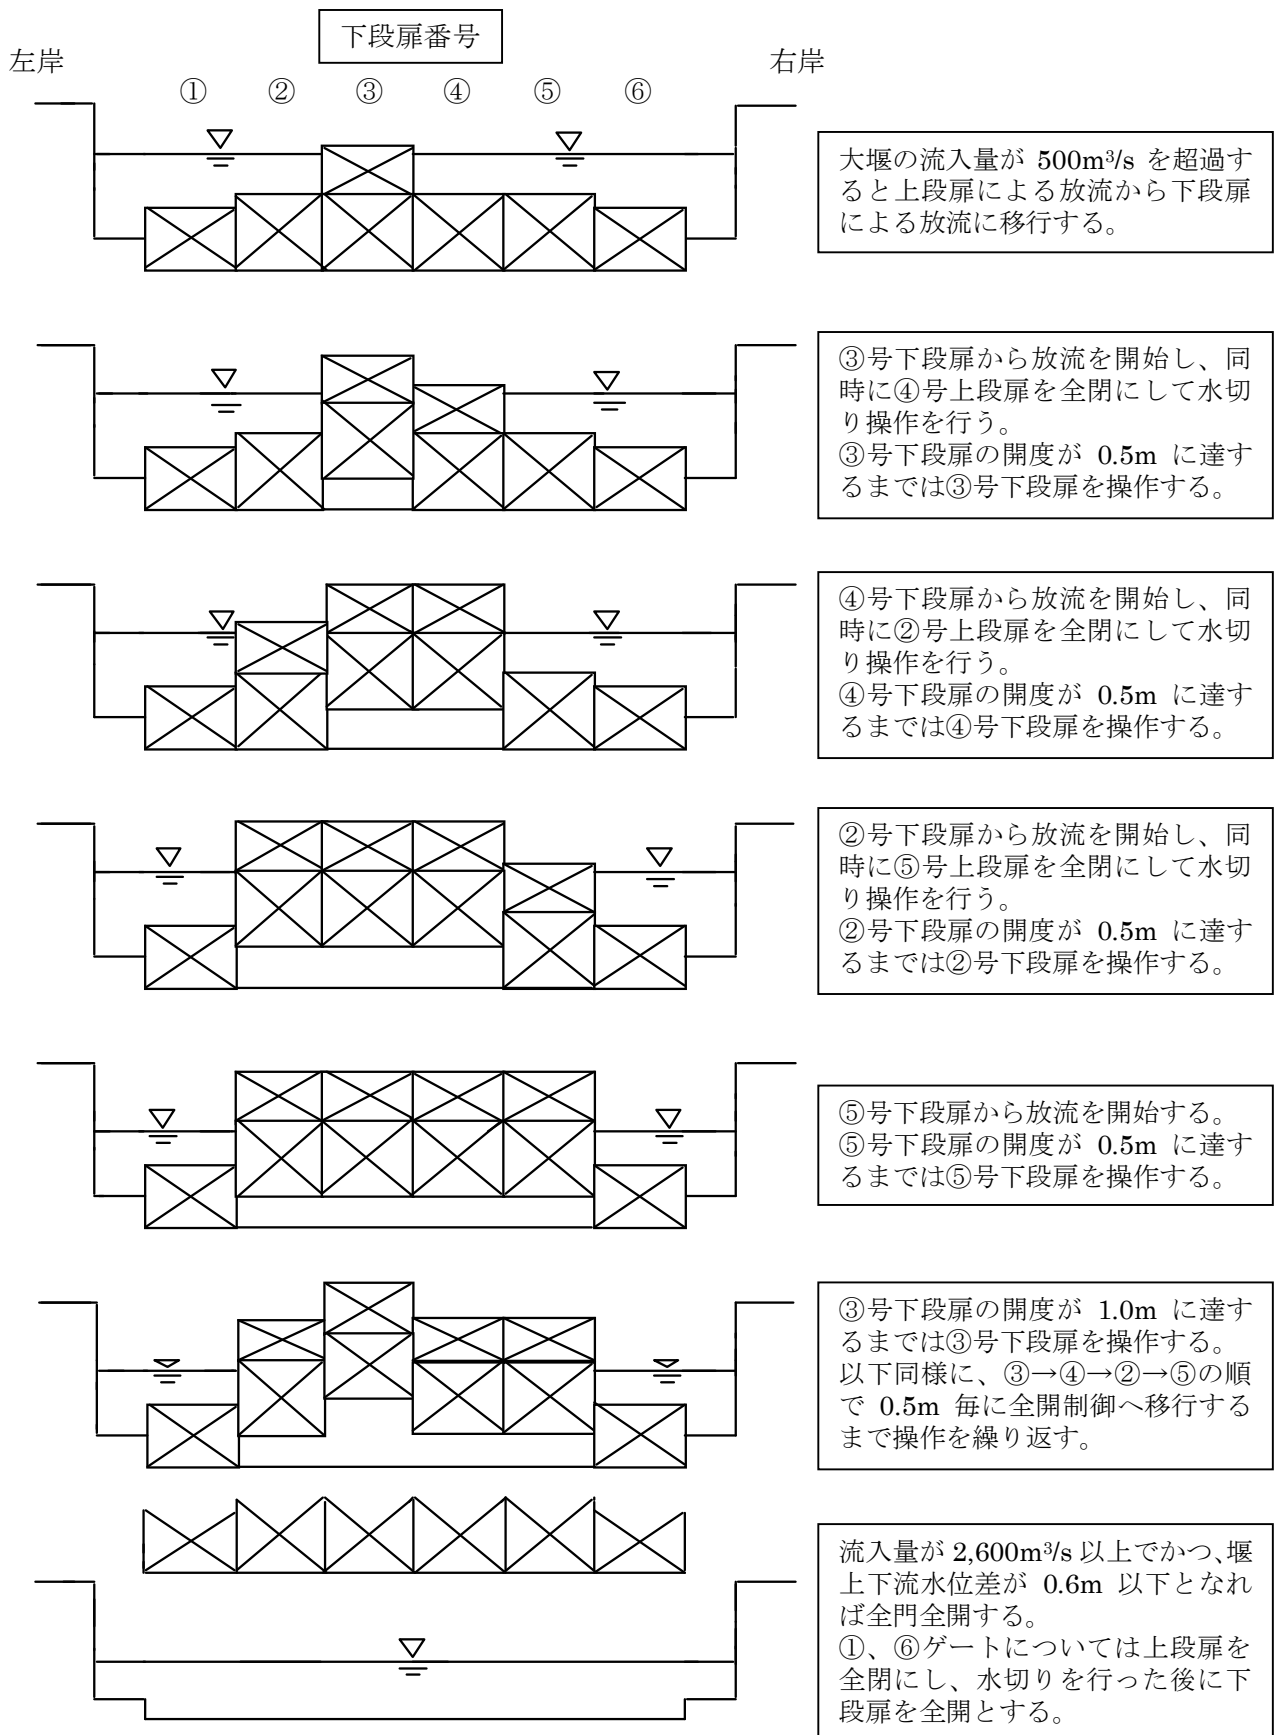 下段扉番号
左岸
右岸
① ② ③ ④ ⑤ ⑥
大堰の流入量が 500m³/s を超過す
ると上段扉による放流から下段扉
による放流に移行する。
③号下段扉から放流を開始し、同
時に④号上段扉を全閉にして水切
り操作を行う。
③号下段扉の開度が 0.5m に達す
るまでは③号下段扉を操作する。
④号下段扉から放流を開始し、同
時に②号上段扉を全閉にして水切
り操作を行う。
④号下段扉の開度が 0.5m に達す
るまでは④号下段扉を操作する。
②号下段扉から放流を開始し、同
時に⑤号上段扉を全閉にして水切
り操作を行う。
②号下段扉の開度が 0.5m に達す
るまでは②号下段扉を操作する。
⑤号下段扉から放流を開始する。
⑤号下段扉の開度が 0.5m に達す
るまでは⑤号下段扉を操作する。
③号下段扉の開度が 1.0m に達す
るまでは③号下段扉を操作する。
以下同様に、③→④→②→⑤の順
で 0.5m 毎に全開制御へ移行する
まで操作を繰り返す。
流入量が 2,600m³/s 以上でかつ、堰
上下流水位差が 0.6m 以下となれ
ば全門全開する。
①、⑥ゲートについては上段扉を
全閉にし、水切りを行った後に下
段扉を全開とする。